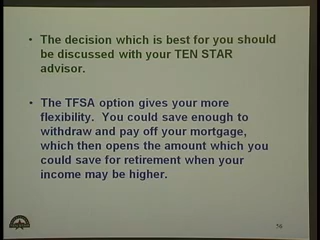 • The decision which is best for you should
be discussed with your TEN STAR
advisor.
• The TFSA option gives your more
flexibility. You could save enough to
withdraw and pay off your mortgage,
which then opens the amount which you
could save for retirement when your
income may be higher.